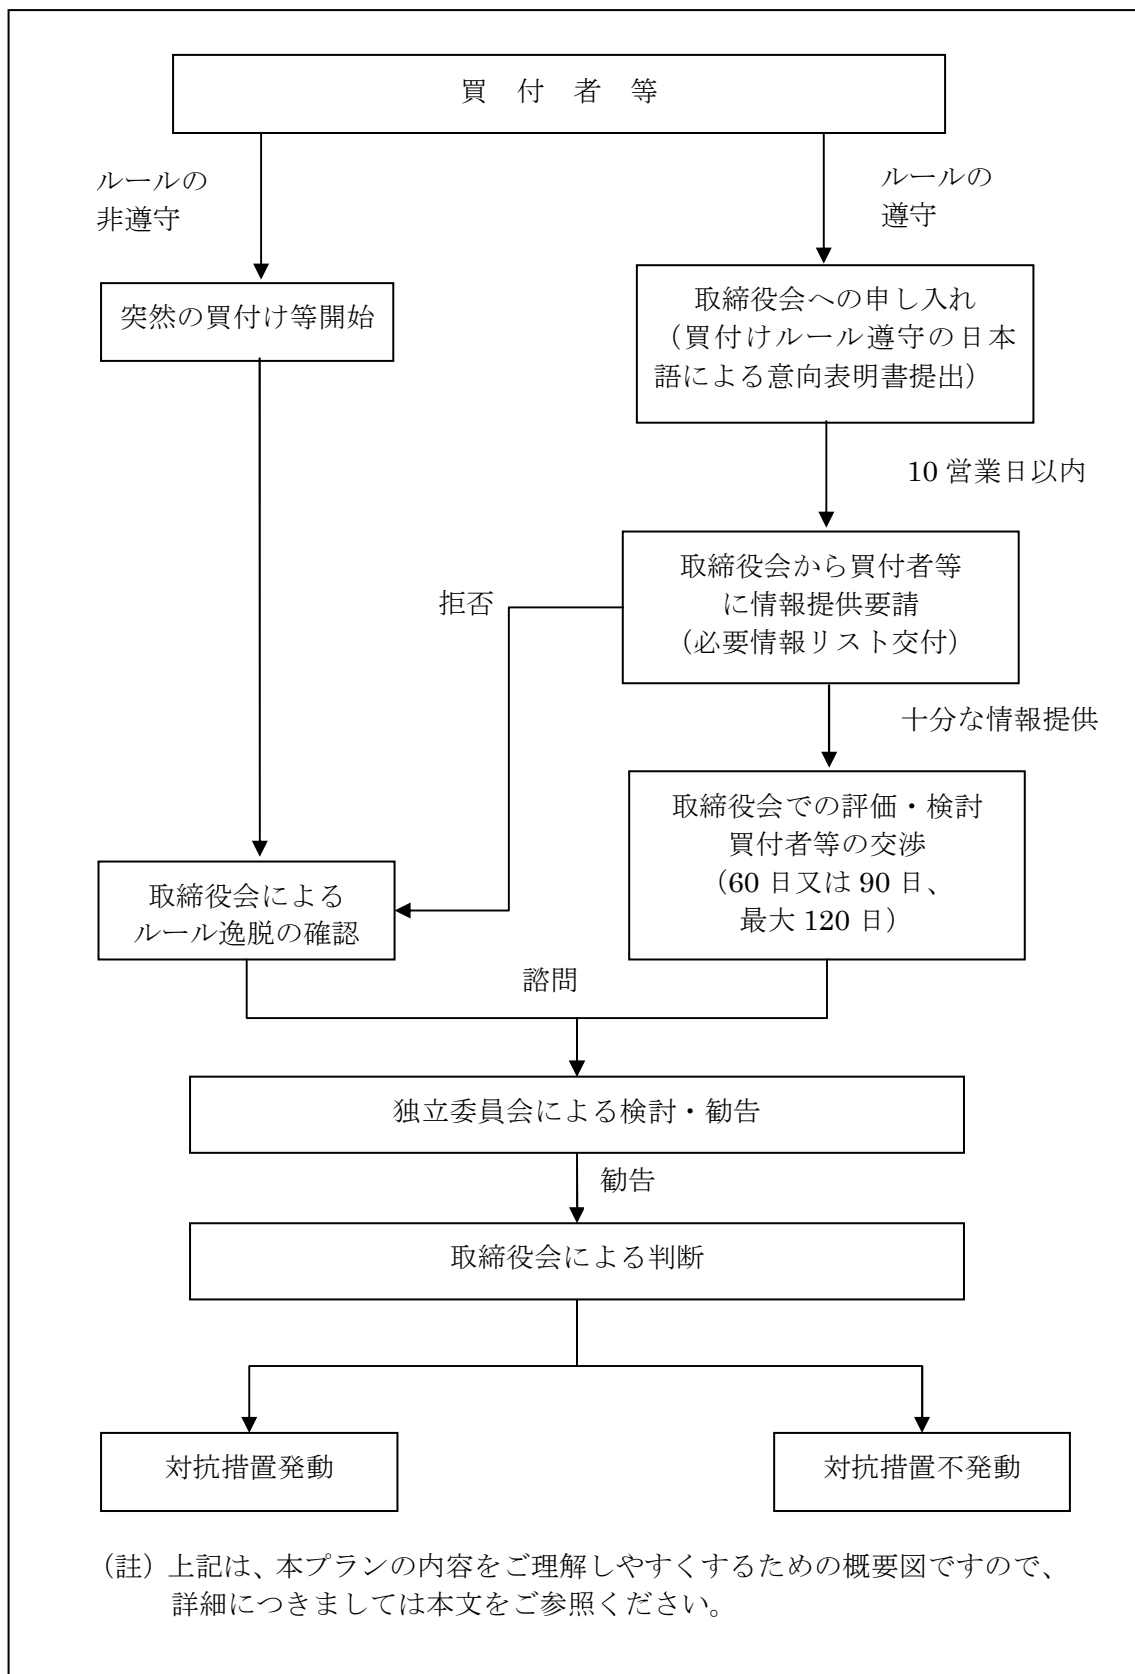 買 付 者 等
ルールの
非遵守
ルールの
遵守
突然の買付け等開始
取締役会への申し入れ
（買付けルール遵守の日本
語による意向表明書提出）
10 営業日以内
取締役会から買付者等
に情報提供要請
（必要情報リスト交付）
拒否
十分な情報提供
取締役会での評価・検討
買付者等の交渉
（60 日又は 90 日、
最大 120 日）
取締役会による
ルール逸脱の確認
諮問
独立委員会による検討・勧告
勧告
取締役会による判断
対抗措置発動
対抗措置不発動
（註）上記は、本プランの内容をご理解しやすくするための概要図ですので、
詳細につきましては本文をご参照ください。